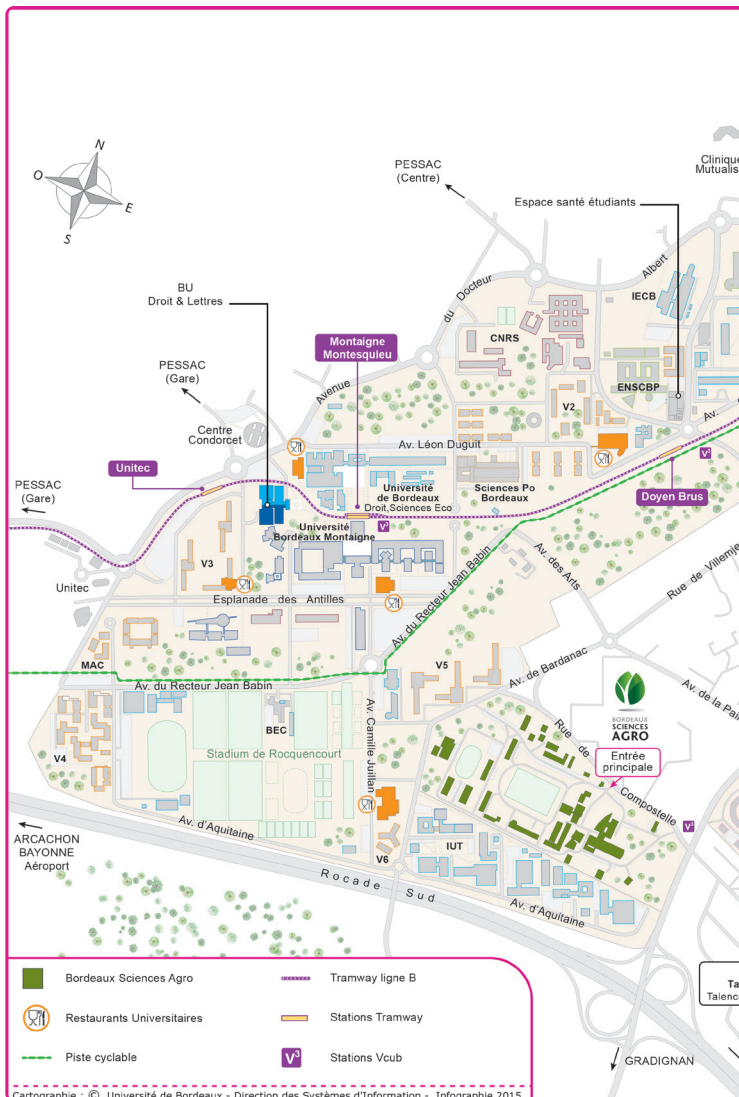 N
O
E
S
Clinique
Mutualis
PESSAC
(Centre)
Espace santé étudiants
Albert
IECB
BU
Droit & Lettres
du Docteur
CNRS
Montaigne
Montesquieu
ENSCBP
PESSAC
(Gare)
Avenue
V2
Av.
Centre
Condorcet
Av. Léon Duguit
V³
Unitec
Université
de Bordeaux
Droit,Sciences Eco
Sciences Po
Bordeaux
Doyen Brus
PESSAC
(Gare)
Université
Bordeaux Montaigne
V³
Av. des Arts
V3
Rue de Villemje
Unitec
Esplanade des Antilles
Av. du Recteur Jean Babin
MAC
V5
Av. de Bardanac
Av. du Recteur Jean Babin
Av. de la Pail
BORDEAUX
SCIENCES
AGRO
BEC
Av. Camille Juillan
Rue de Compostelle
V4
Stadium de Rocquencourt
Entrée
principale
Av. d'Aquitaine
V³
ARCACHON
BAYONNE
Aéroport
V6
IUT
Rocade Sud
Av. d'Aquitaine
Bordeaux Sciences Agro
Tramway ligne B
Ta
Talenc
Restaurants Universitaires
Stations Tramway
Piste cyclable
V³
Stations Vcub
GRADIGNAN
Cartographie : © Université de Bordeaux - Direction des Systèmes d'Information - Infographie 2015